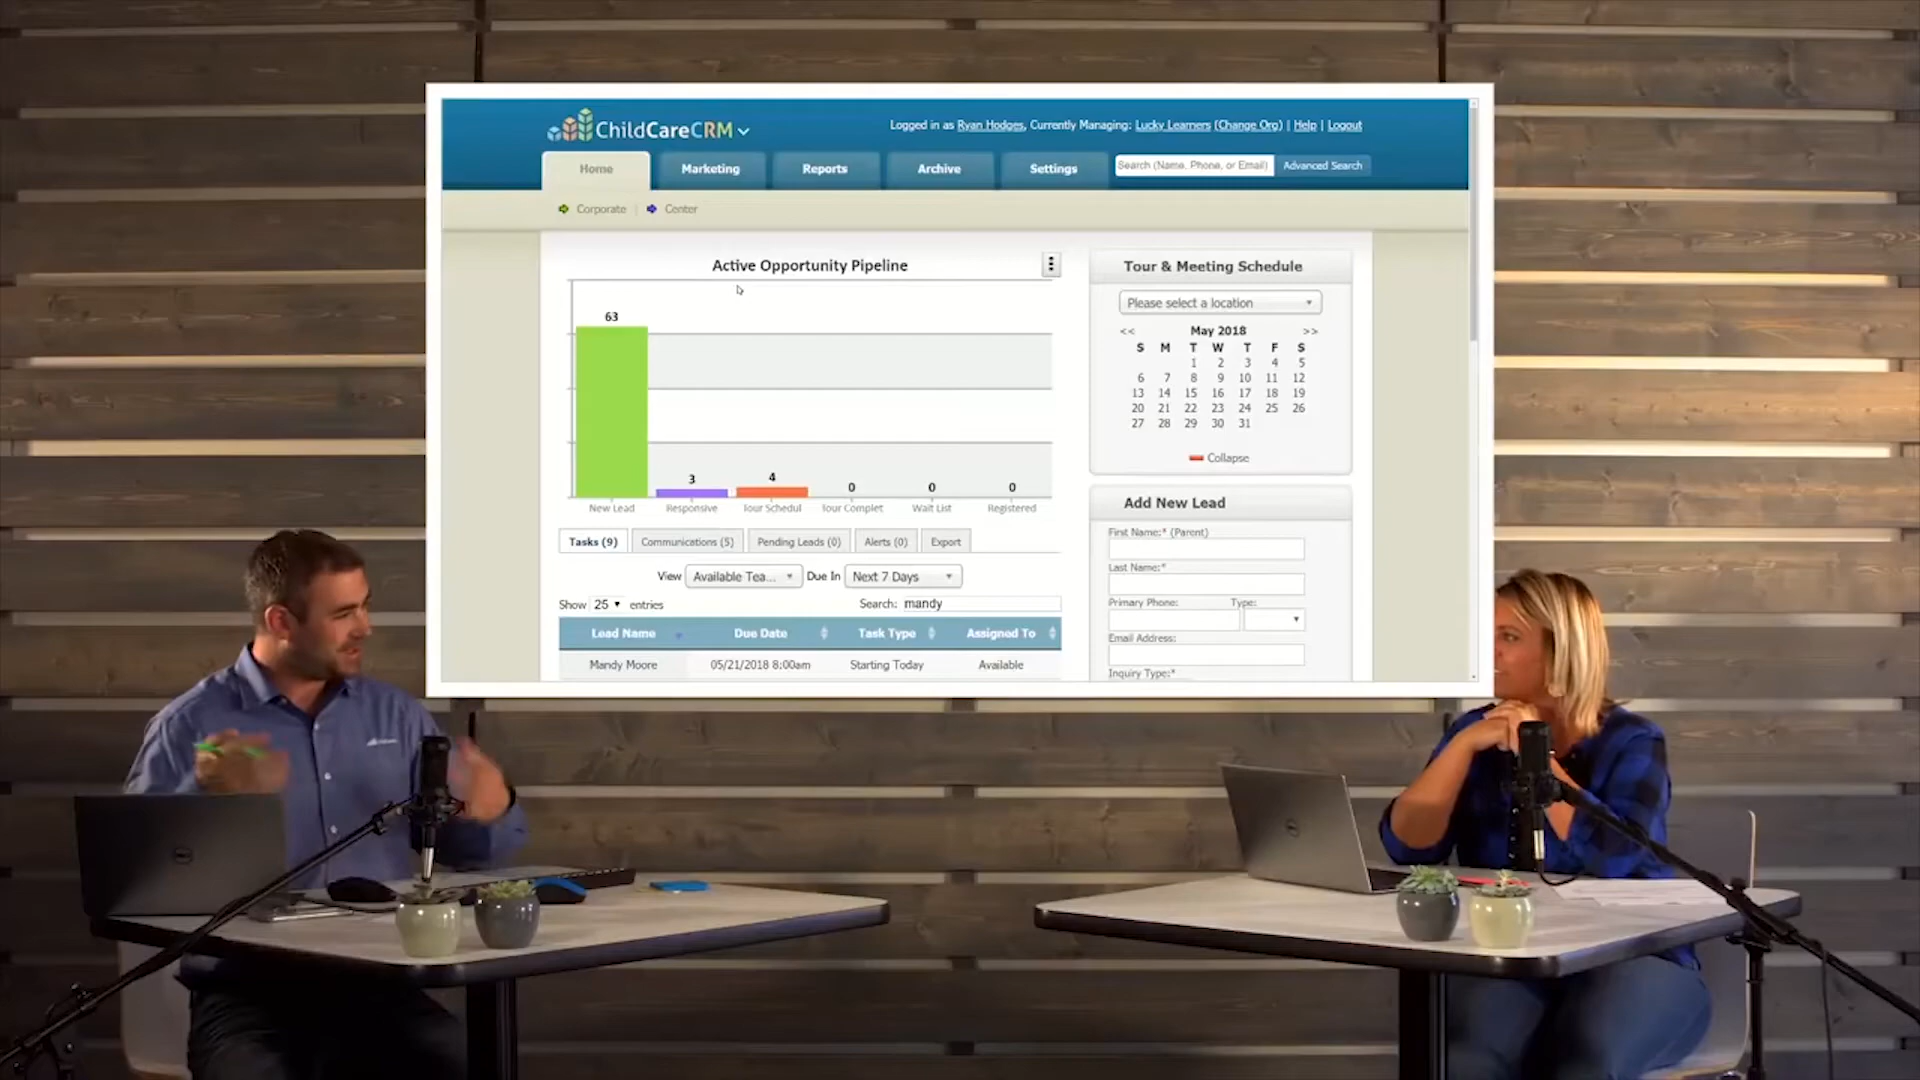 ChildCareCRM
Logged in as Ryan Hodges, Currently Managing: Lucky Learners (Change Org) | Help | Logout
Home Marketing Reports Archive Settings Search (Name, Phone, or Email) Advanced Search
Corporate | Center
Active Opportunity Pipeline
63
3
4
0
0
0
New Lead Responsive Tour Schedul Tour Complet Wait List Registered
Tasks (9) Communications (5) Pending Leads (0) Alerts (0) Export
View Available Tea... Due In Next 7 Days
Show 25 entries Search: mandy
Lead Name Due Date Task Type Assigned To
Mandy Moore 05/21/2018 8:00am Starting Today Available
Tour & Meeting Schedule
Please select a location
<< May 2018 >>
S M T W T F S
1 2 3 4 5
6 7 8 9 10 11 12
13 14 15 16 17 18 19
20 21 22 23 24 25 26
27 28 29 30 31
Collapse
Add New Lead
First Name:* (Parent)
Last Name:*
Primary Phone: Type:
Email Address:
Inquiry Type:*